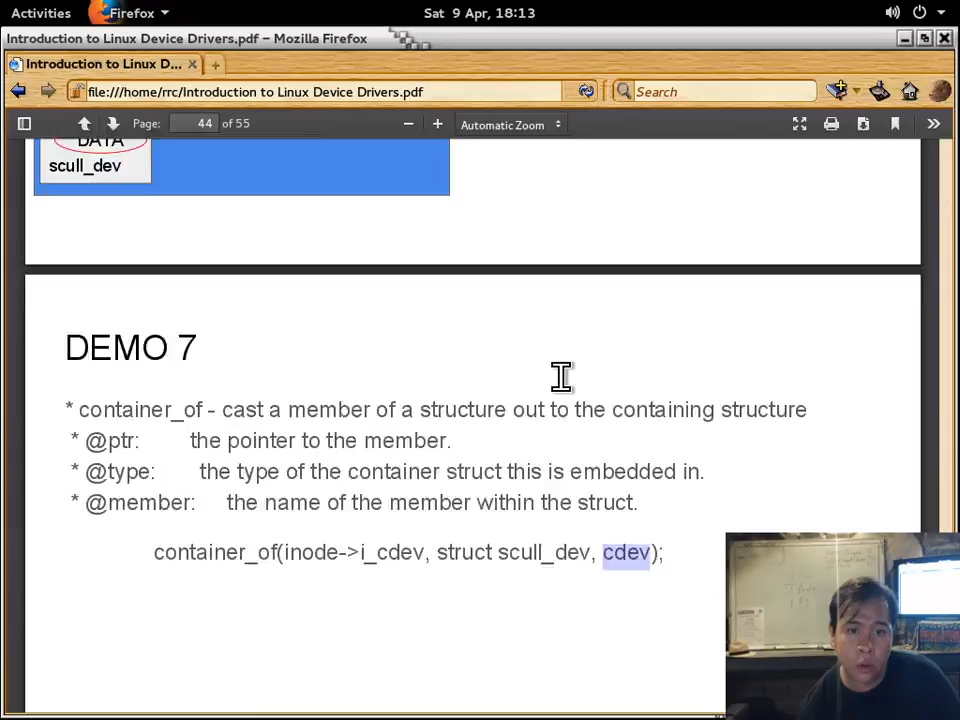 Activities Firefox Sat 9 Apr, 18:13
Introduction to Linux Device Drivers.pdf – Mozilla Firefox
Introduction to Linux D...
file:///home/rrc/Introduction to Linux Device Drivers.pdf Search
Page: 44 of 55 Automatic Zoom
DATA
scull_dev
DEMO 7
* container_of - cast a member of a structure out to the containing structure
* @ptr: the pointer to the member.
* @type: the type of the container struct this is embedded in.
* @member: the name of the member within the struct.
container_of(inode->i_cdev, struct scull_dev, cdev);